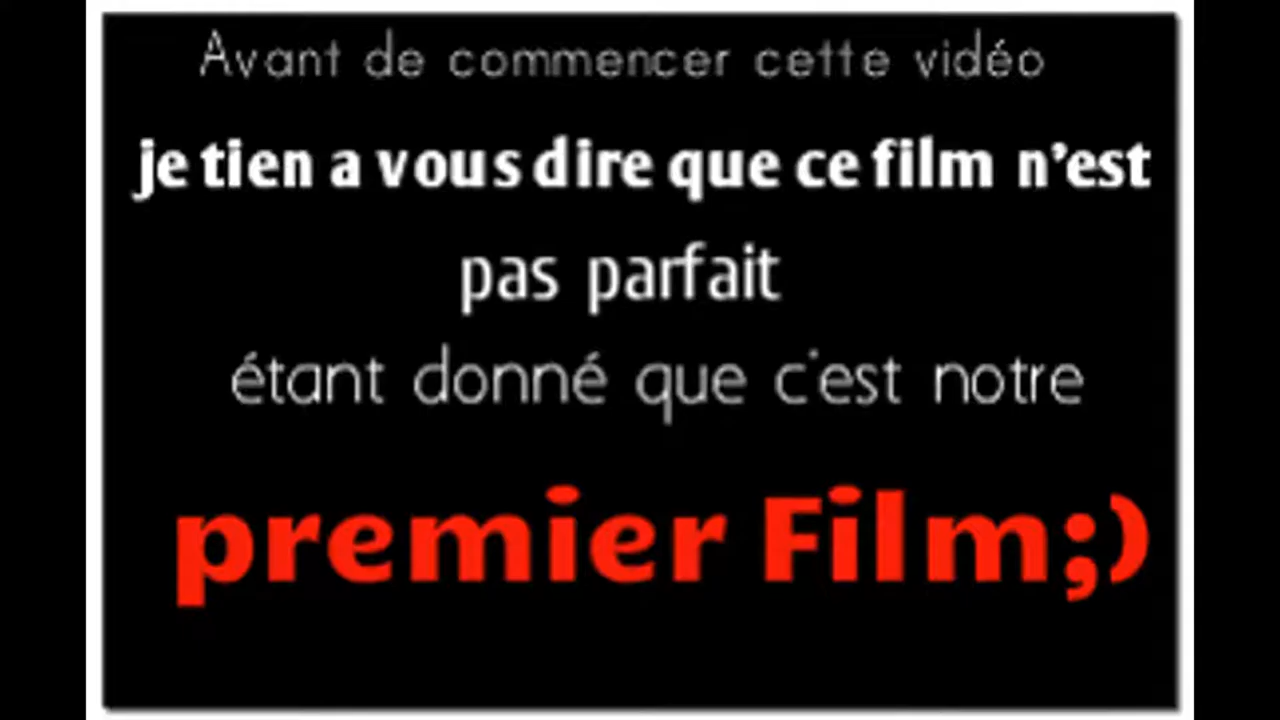 Avant de commencer cette vidéo
je tien a vous dire que ce film n'est
pas parfait
étant donné que c'est notre
premier Film;)